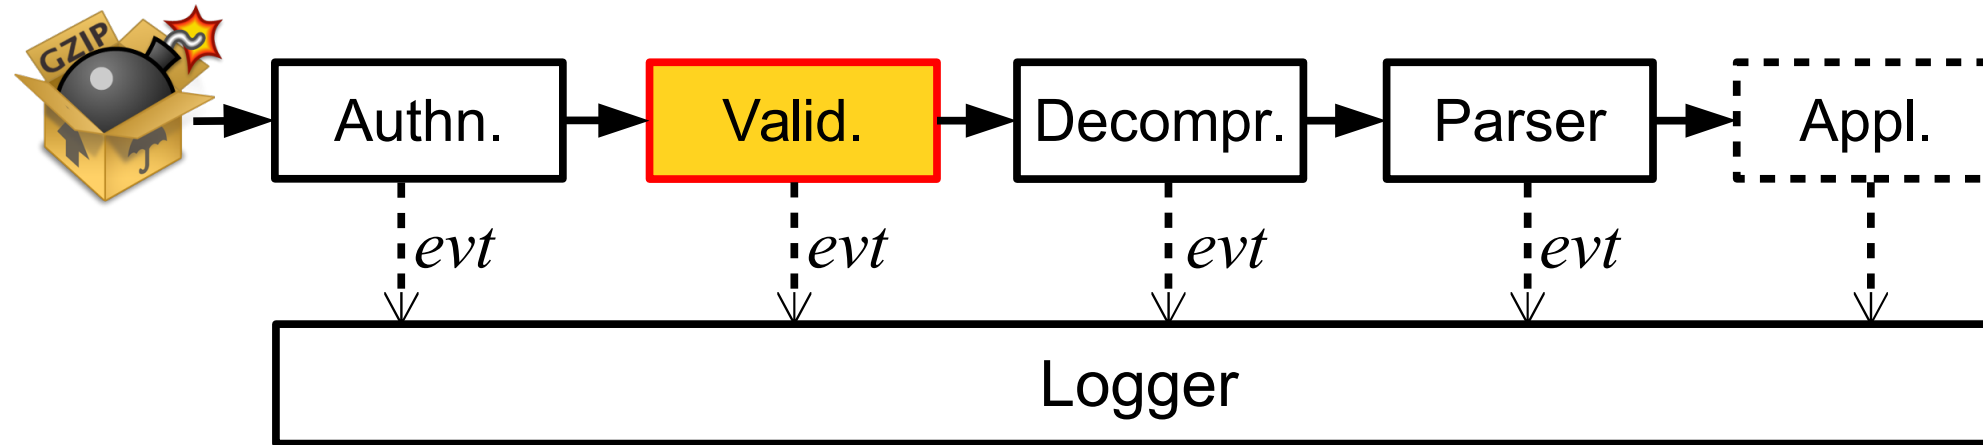 GZIP
Authn.
Valid.
Decompr.
Parser
Appl.
evt
evt
evt
evt
Logger